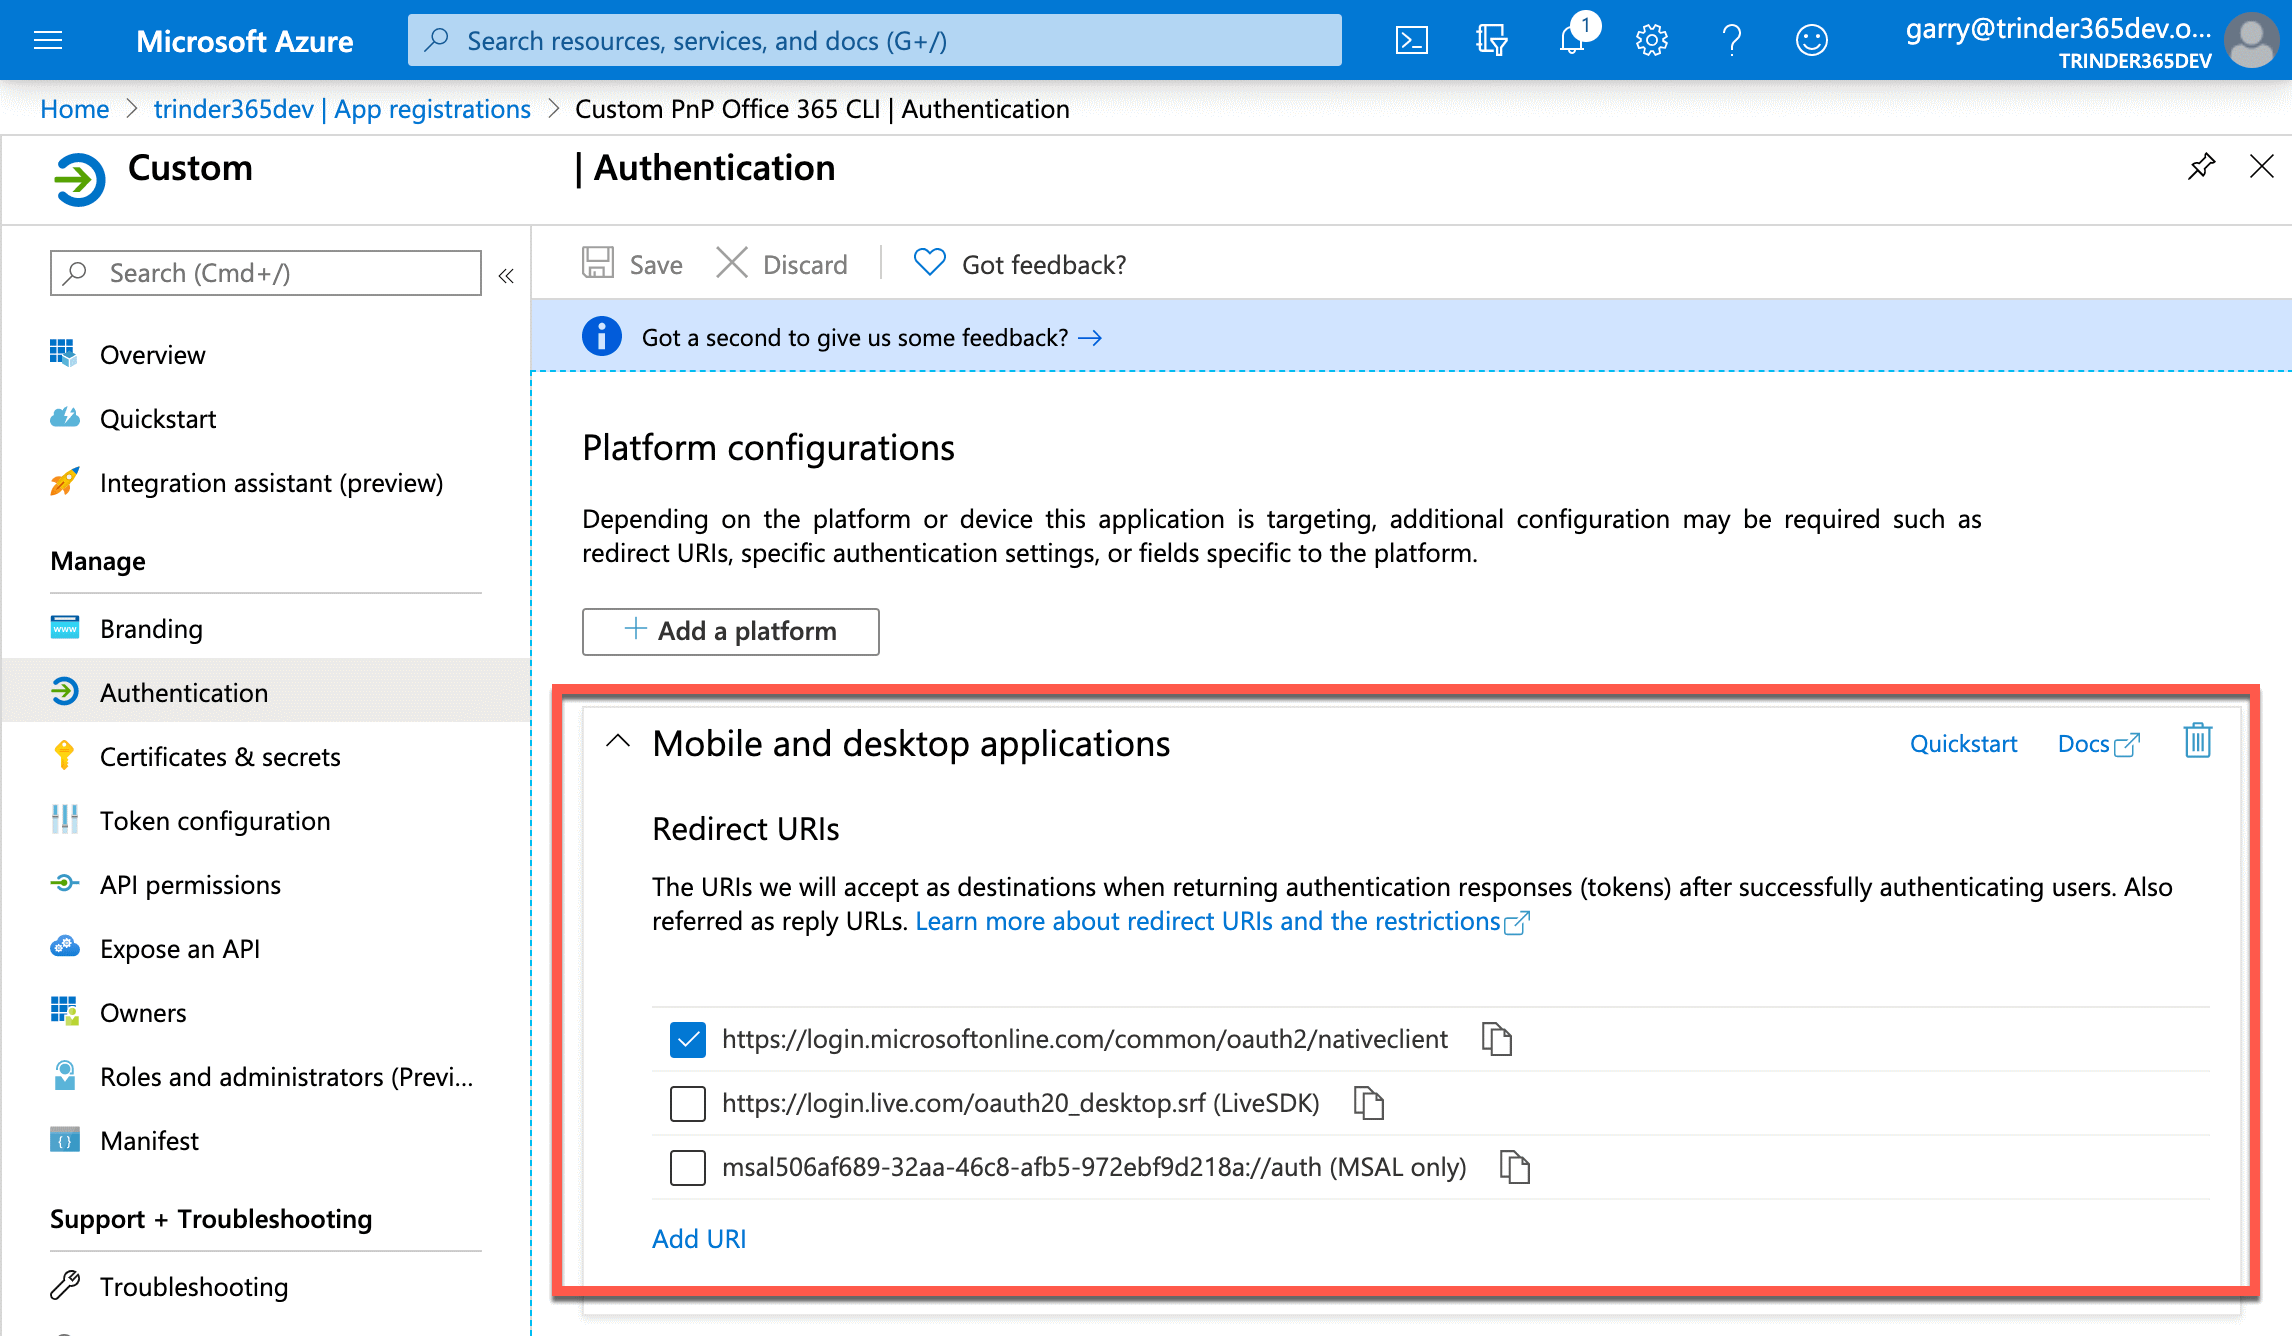 Microsoft Azure
Search resources, services, and docs (G+/)
1
garry@trinder365dev.o...
TRINDER365DEV
Home > trinder365dev | App registrations > Custom PnP Office 365 CLI | Authentication
Custom | Authentication
Search (Cmd+/)
«
Overview
Quickstart
Integration assistant (preview)
Manage
Branding
Authentication
Certificates & secrets
Token configuration
API permissions
Expose an API
Owners
Roles and administrators (Previ...
Manifest
Support + Troubleshooting
Troubleshooting
Save
Discard
Got feedback?
Got a second to give us some feedback? →
Platform configurations
Depending on the platform or device this application is targeting, additional configuration may be required such as
redirect URIs, specific authentication settings, or fields specific to the platform.
+ Add a platform
Mobile and desktop applications
Quickstart
Docs
Redirect URIs
The URIs we will accept as destinations when returning authentication responses (tokens) after successfully authenticating users. Also
referred as reply URLs. Learn more about redirect URIs and the restrictions
https://login.microsoftonline.com/common/oauth2/nativeclient
https://login.live.com/oauth20_desktop.srf (LiveSDK)
msal506af689-32aa-46c8-afb5-972ebf9d218a://auth (MSAL only)
Add URI